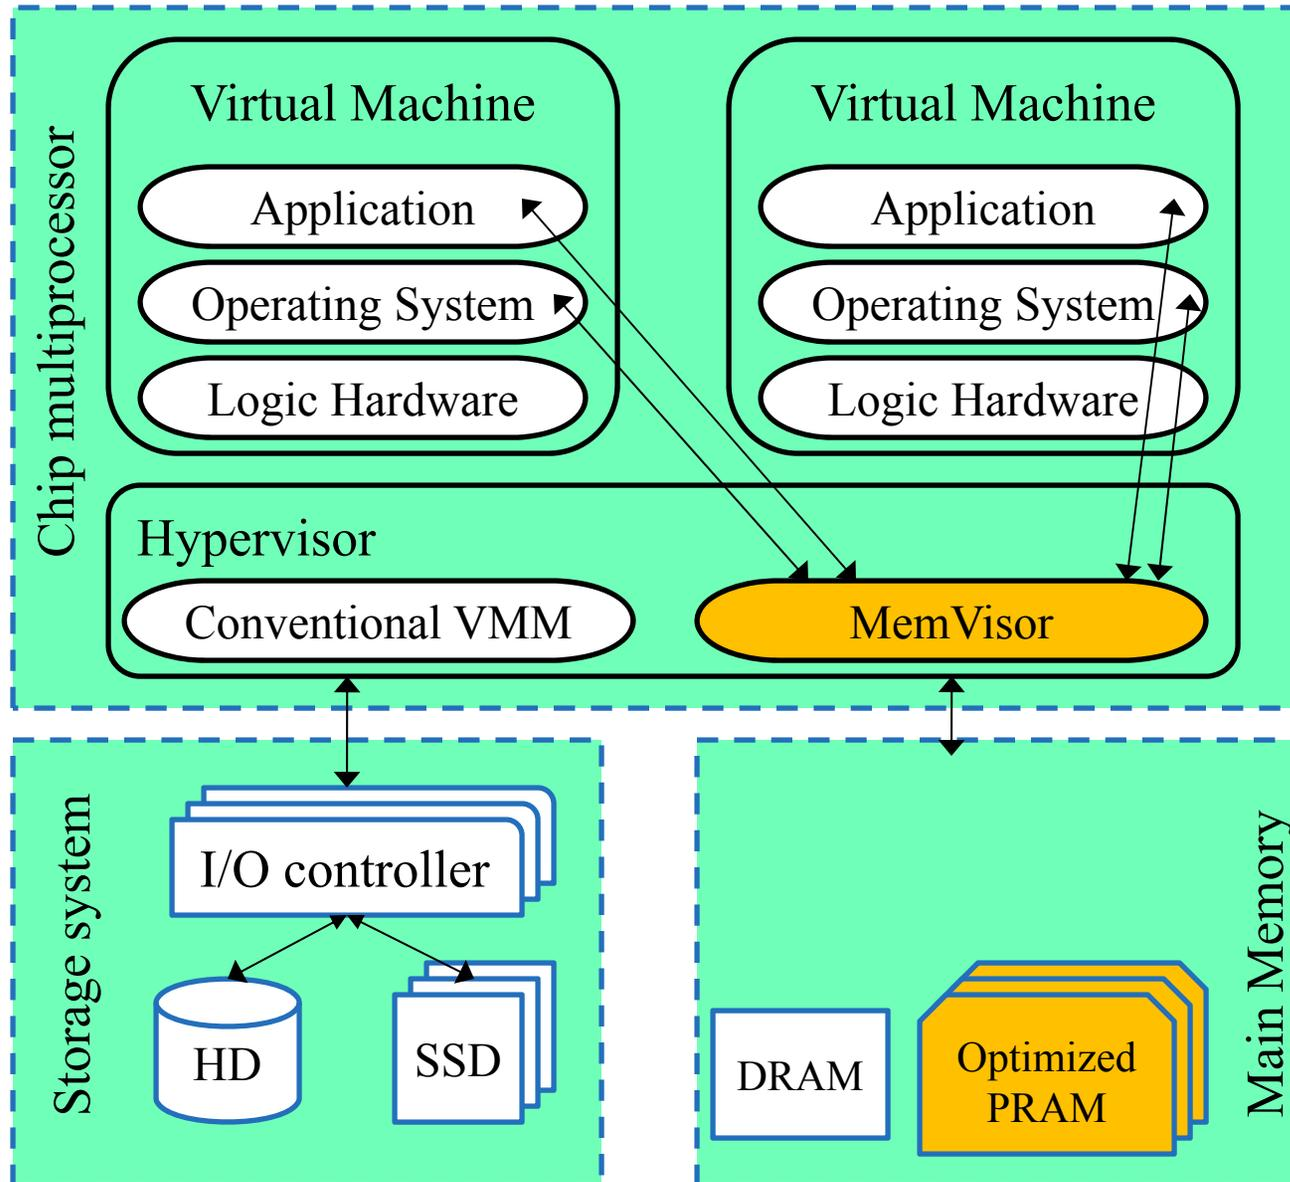 Chip multiprocessor
Virtual Machine
Application
Operating System
Logic Hardware
Virtual Machine
Application
Operating System
Logic Hardware
Hypervisor
Conventional VMM
MemVisor
Storage system
I/O controller
HD
SSD
Main Memory
DRAM
Optimized
PRAM